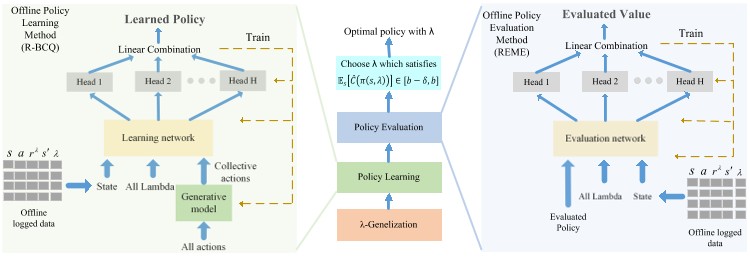 Offline Policy
Learning
Method
(R-BCQ)
Learned Policy
Train
Linear Combination
Head 1
Head 2
Head H
Learning network
s a r^λ s' λ
Offline
logged data
State
All Lambda
Collective
actions
Generative
model
All actions
Optimal policy with λ
Choose λ which satisfies
𝔼_s[Ĉ(π(s, λ))] ∈ [b − δ, b]
Policy Evaluation
Policy Learning
λ-Genelization
Offline Policy
Evaluation
Method
(REME)
Evaluated Value
Train
Linear Combination
Head 1
Head 2
Head H
Evaluation network
Evaluated
Policy
All Lambda
State
s a r^λ s' λ
Offline logged
data